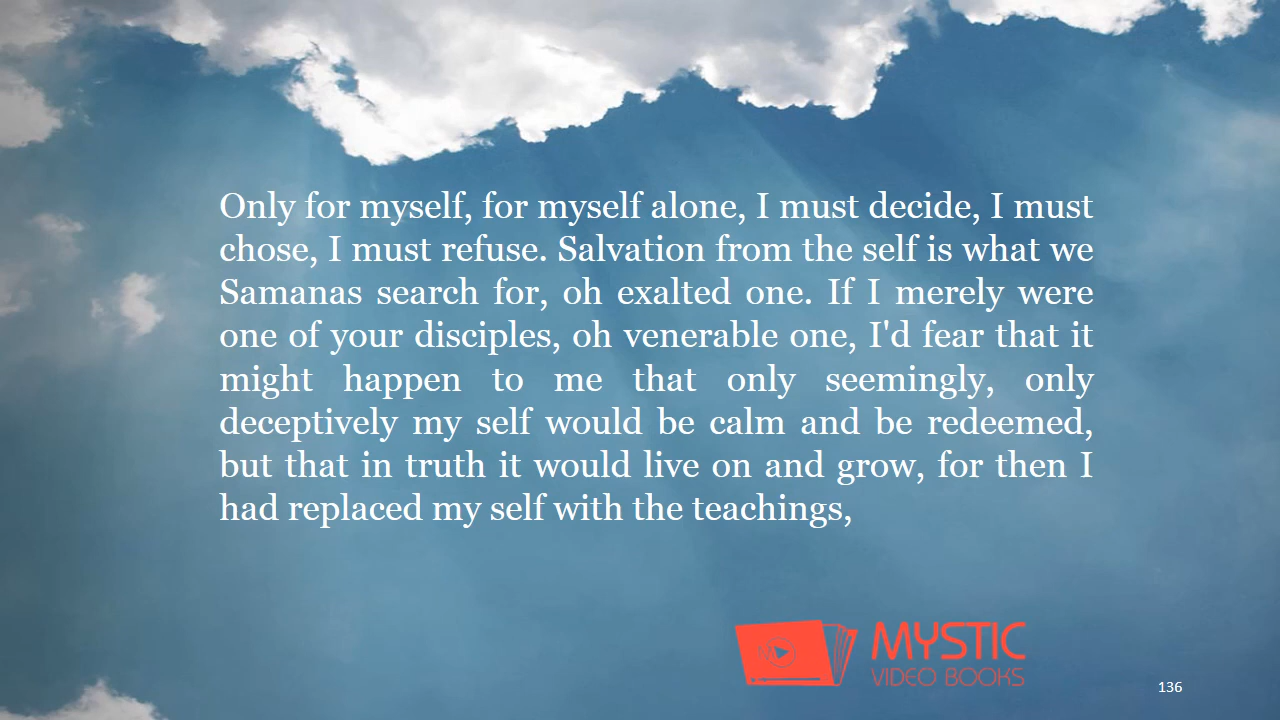 Only for myself, for myself alone, I must decide, I must
chose, I must refuse. Salvation from the self is what we
Samanas search for, oh exalted one. If I merely were
one of your disciples, oh venerable one, I'd fear that it
might happen to me that only seemingly, only
deceptively my self would be calm and be redeemed,
but that in truth it would live on and grow, for then I
had replaced my self with the teachings,
MYSTIC
VIDEO BOOKS
136